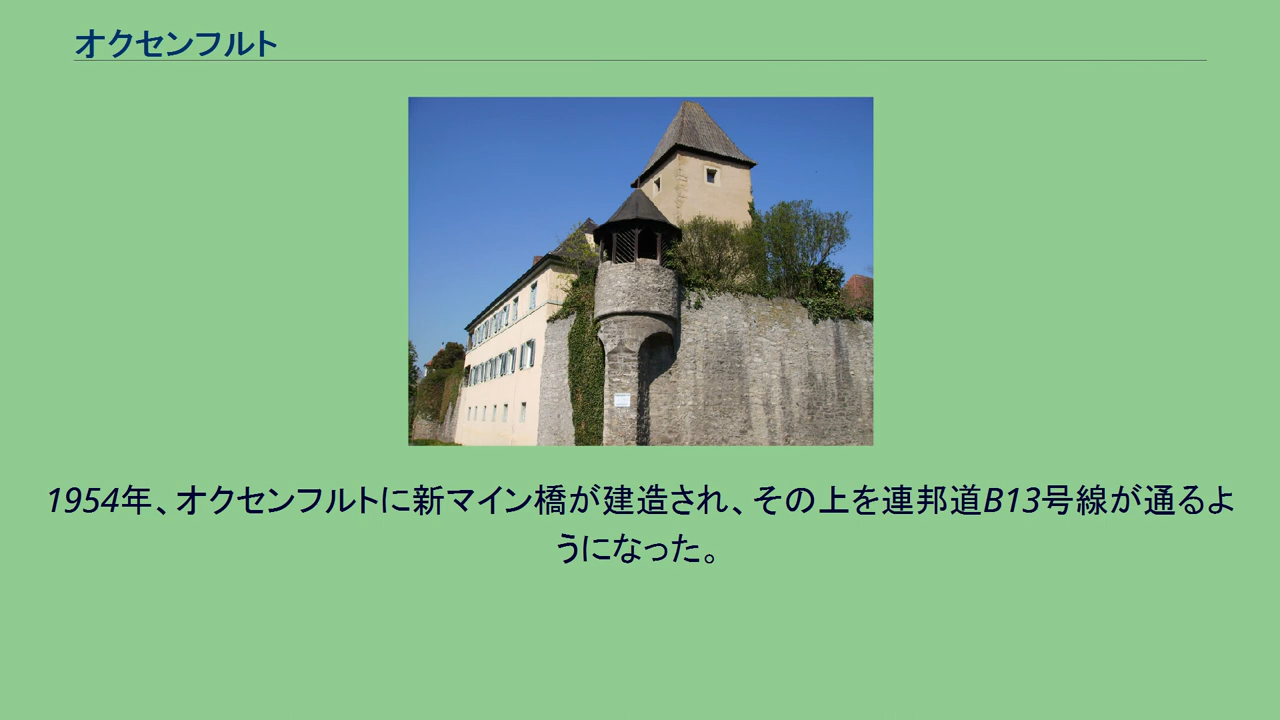 オクセンフルト
1954年、オクセンフルトに新マイン橋が建造され、その上を連邦道B13号線が通るよ
うになった。